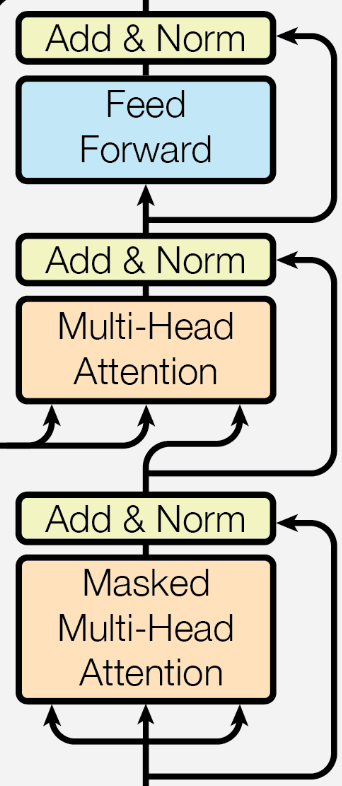 Add & Norm
Feed
Forward
Add & Norm
Multi-Head
Attention
Add & Norm
Masked
Multi-Head
Attention